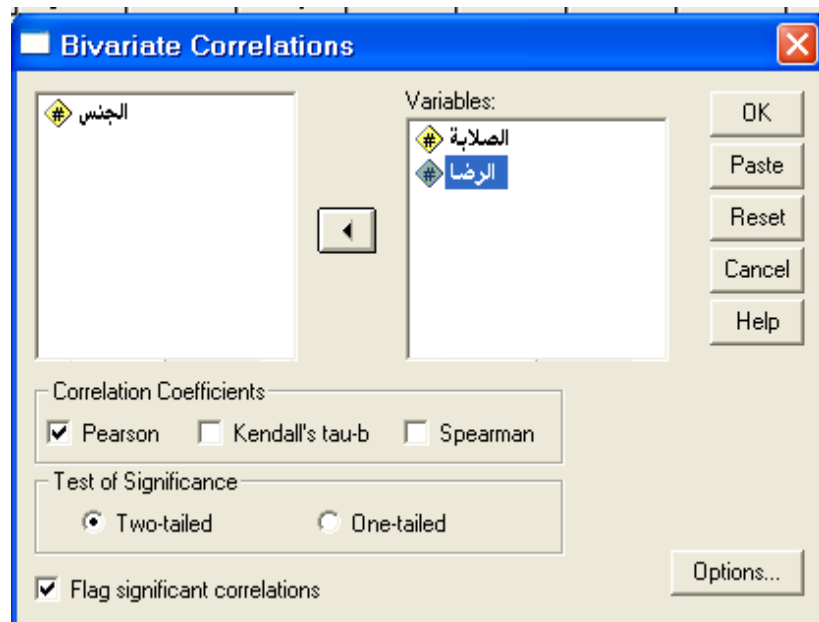 Bivariate Correlations
الجنس
Variables:
الصلابة
الرضا
OK
Paste
Reset
Cancel
Help
Correlation Coefficients
Pearson Kendall's tau-b Spearman
Test of Significance
Two-tailed One-tailed
Flag significant correlations
Options...